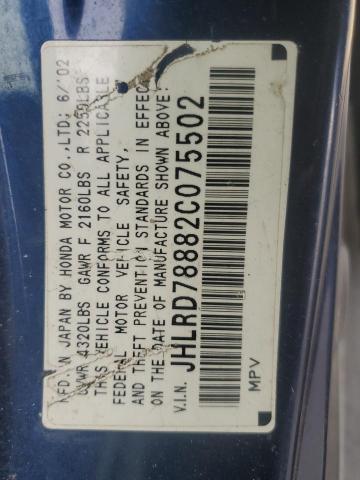 MFD. IN JAPAN BY HONDA MOTOR CO.,LTD; 6/'02
GVWR 4320LBS GAWR F 2160LBS R 2250LBS
THIS VEHICLE CONFORMS TO ALL APPLICABLE
FEDERAL MOTOR VEHICLE SAFETY,
AND THEFT PREVENTION STANDARDS IN EFFECT
ON THE DATE OF MANUFACTURE SHOWN ABOVE:
V.I.N. JHLRD78882C075502
MPV